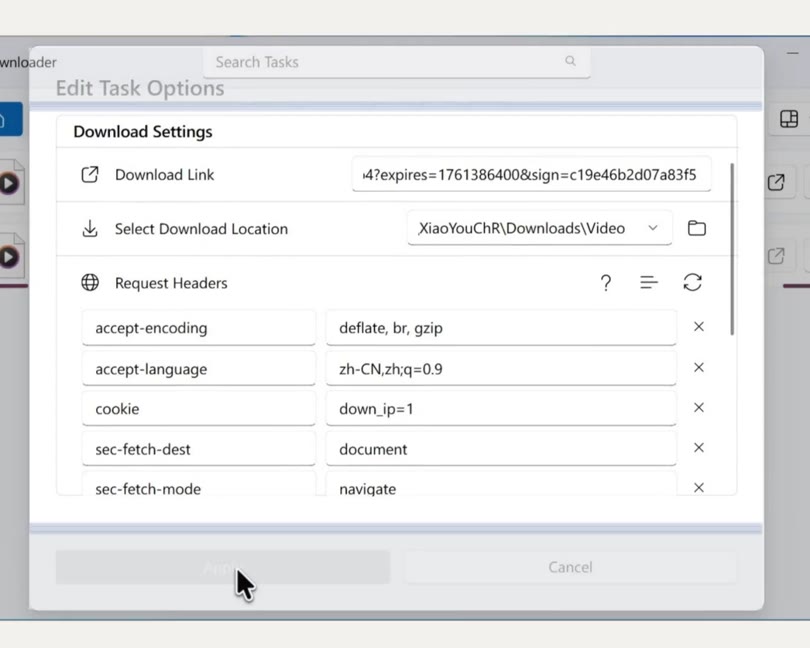 wnloader
Search Tasks
Edit Task Options
Download Settings
Download Link
4?expires=1761386400&sign=c19e46b2d07a83f5
Select Download Location
XiaoYouChR\Downloads\Video
Request Headers
?
accept-encoding deflate, br, gzip
accept-language zh-CN,zh;q=0.9
cookie down_ip=1
sec-fetch-dest document
sec-fetch-mode navigate
Cancel